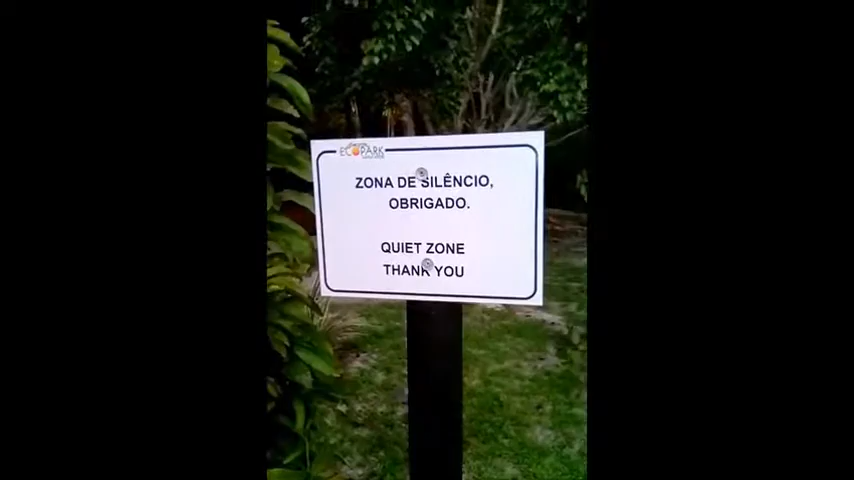 ECOPARK
ZONA DE SILÊNCIO,
OBRIGADO.
QUIET ZONE
THANK YOU